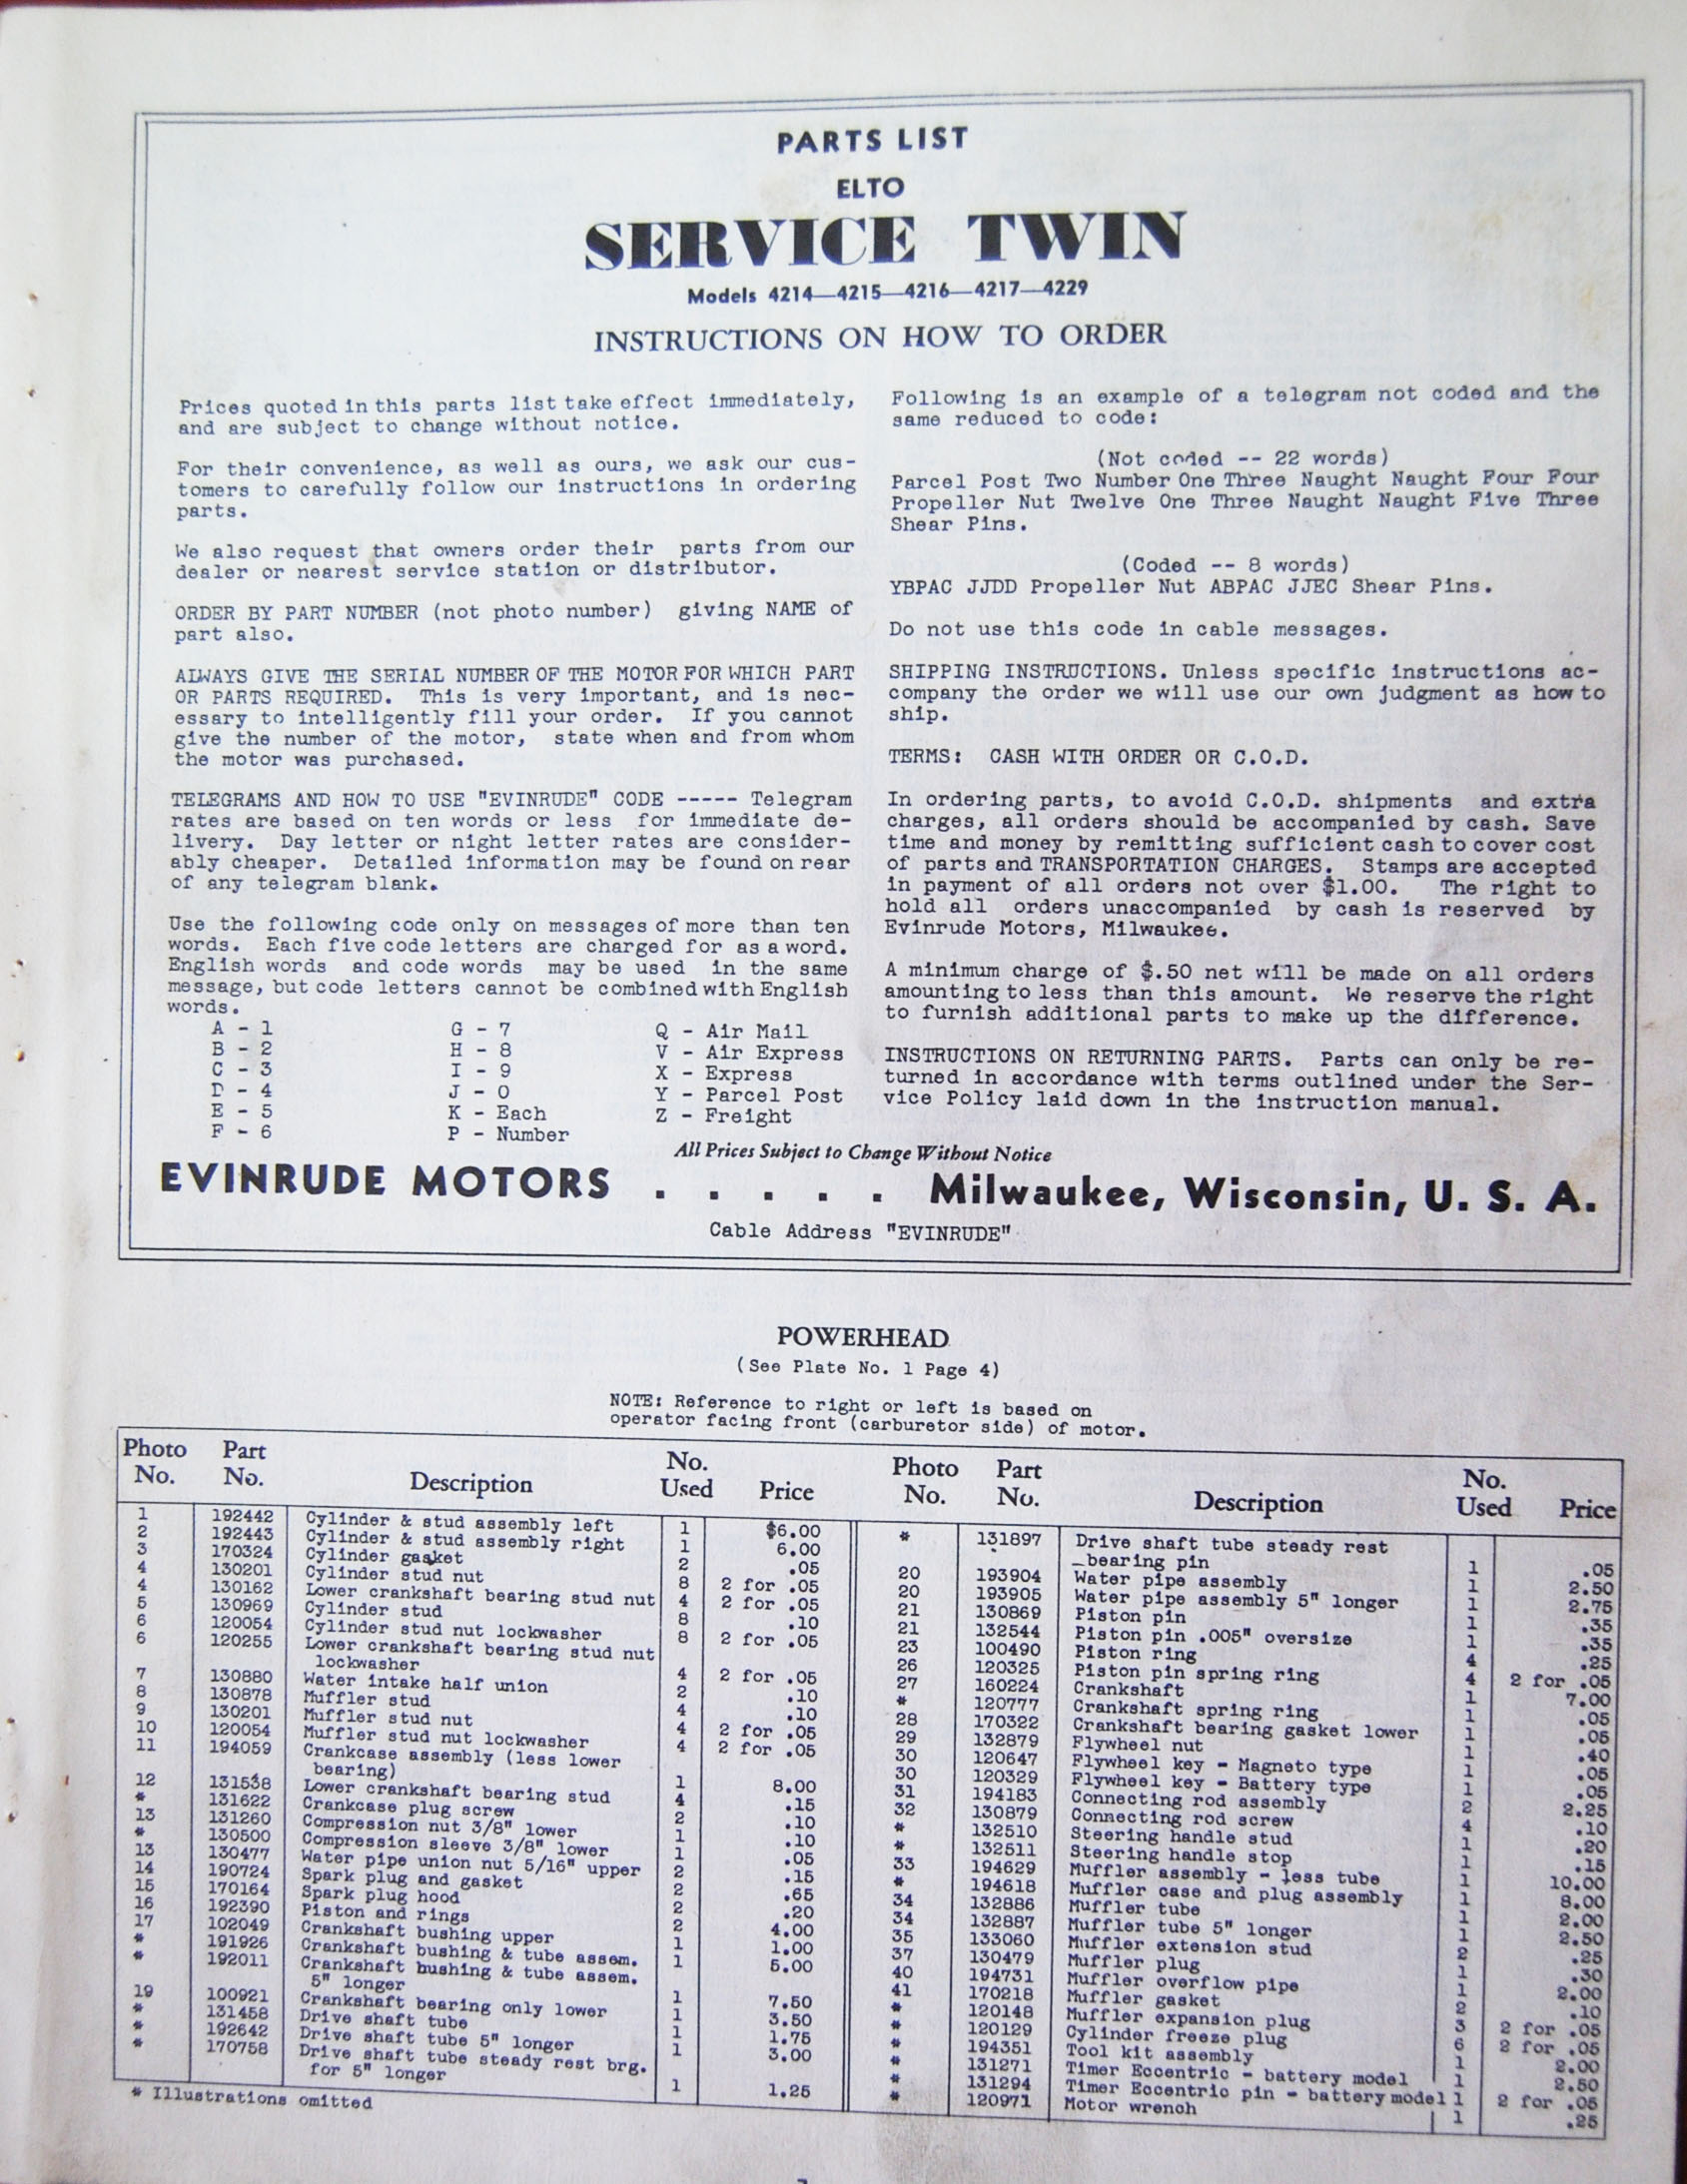 PARTS LIST
ELTO
SERVICE TWIN
Models 4214—4215—4216—4217—4229
INSTRUCTIONS ON HOW TO ORDER
Prices quoted in this parts list take effect immediately,
and are subject to change without notice.
For their convenience, as well as ours, we ask our cus-
tomers to carefully follow our instructions in ordering
parts.
We also request that owners order their parts from our
dealer or nearest service station or distributor.
ORDER BY PART NUMBER (not photo number) giving NAME of
part also.
ALWAYS GIVE THE SERIAL NUMBER OF THE MOTOR FOR WHICH PART
OR PARTS REQUIRED. This is very important, and is nec-
essary to intelligently fill your order. If you cannot
give the number of the motor, state when and from whom
the motor was purchased.
TELEGRAMS AND HOW TO USE "EVINRUDE" CODE ----- Telegram
rates are based on ten words or less for immediate de-
livery. Day letter or night letter rates are consider-
ably cheaper. Detailed information may be found on rear
of any telegram blank.
Use the following code only on messages of more than ten
words. Each five code letters are charged for as a word.
English words and code words may be used in the same
message, but code letters cannot be combined with English
words.
A - 1 G - 7 Q - Air Mail
B - 2 H - 8 V - Air Express
C - 3 I - 9 X - Express
D - 4 J - 0 Y - Parcel Post
E - 5 K - Each Z - Freight
F - 6 P - Number
Following is an example of a telegram not coded and the
same reduced to code:
(Not coded -- 22 words)
Parcel Post Two Number One Three Naught Naught Four Four
Propeller Nut Twelve One Three Naught Naught Five Three
Shear Pins.
(Coded -- 8 words)
YBPAC JJDD Propeller Nut ABPAC JJEC Shear Pins.
Do not use this code in cable messages.
SHIPPING INSTRUCTIONS. Unless specific instructions ac-
company the order we will use our own judgment as how to
ship.
TERMS: CASH WITH ORDER OR C.O.D.
In ordering parts, to avoid C.O.D. shipments and extra
charges, all orders should be accompanied by cash. Save
time and money by remitting sufficient cash to cover cost
of parts and TRANSPORTATION CHARGES. Stamps are accepted
in payment of all orders not over $1.00. The right to
hold all orders unaccompanied by cash is reserved by
Evinrude Motors, Milwaukee.
A minimum charge of $.50 net will be made on all orders
amounting to less than this amount. We reserve the right
to furnish additional parts to make up the difference.
INSTRUCTIONS ON RETURNING PARTS. Parts can only be re-
turned in accordance with terms outlined under the Ser-
vice Policy laid down in the instruction manual.
All Prices Subject to Change Without Notice
EVINRUDE MOTORS . . . . . Milwaukee, Wisconsin, U. S. A.
Cable Address "EVINRUDE"
POWERHEAD
(See Plate No. 1 Page 4)
NOTE: Reference to right or left is based on
operator facing front (carburetor side) of motor.
Photo No. Part No. Description No. Used Price
1 192442 Cylinder & stud assembly left 1 $6.00
2 192443 Cylinder & stud assembly right 1 6.00
3 170324 Cylinder gasket 2 .05
4 130201 Cylinder stud nut 8 2 for .05
4 130162 Lower crankshaft bearing stud nut 4 2 for .05
5 130969 Cylinder stud 8 .10
6 120054 Cylinder stud nut lockwasher 8 2 for .05
6 120255 Lower crankshaft bearing stud nut
lockwasher 4 2 for .05
7 130880 Water intake half union 2 .10
8 130878 Muffler stud 4 .10
9 130201 Muffler stud nut 4 2 for .05
10 120054 Muffler stud nut lockwasher 4 2 for .05
11 194059 Crankcase assembly (less lower
bearing) 1 8.00
12 131538 Lower crankshaft bearing stud 4 .15
* 131622 Crankcase plug screw 2 .10
13 131260 Compression nut 3/8" lower 1 .10
* 130500 Compression sleeve 3/8" lower 1 .05
13 130477 Water pipe union nut 5/16" upper 2 .15
14 190724 Spark plug and gasket 2 .65
15 170164 Spark plug hood 2 .20
16 192390 Piston and rings 2 4.00
17 102049 Crankshaft bushing upper 1 1.00
* 191926 Crankshaft bushing & tube assem. 1 5.00
* 192011 Crankshaft bushing & tube assem.
5" longer 1 7.50
19 100921 Crankshaft bearing only lower 1 3.50
* 131458 Drive shaft tube 1 1.75
* 192642 Drive shaft tube 5" longer 1 3.00
* 170758 Drive shaft tube steady rest brg.
for 5" longer 1 1.25
* Illustrations omitted
Photo No. Part No. Description No. Used Price
* 131897 Drive shaft tube steady rest
bearing pin 1 .05
20 193904 Water pipe assembly 1 2.50
20 193905 Water pipe assembly 5" longer 1 2.75
21 130869 Piston pin 1 .35
21 132544 Piston pin .005" oversize 1 .35
23 100490 Piston ring 4 .25
26 120325 Piston pin spring ring 4 2 for .05
27 160224 Crankshaft 1 7.00
* 120777 Crankshaft spring ring 1 .05
28 170322 Crankshaft bearing gasket lower 1 .05
29 132879 Flywheel nut 1 .40
30 120647 Flywheel key - Magneto type 1 .05
30 120329 Flywheel key - Battery type 1 .05
31 194183 Connecting rod assembly 2 2.25
32 130879 Connecting rod screw 4 .10
* 132510 Steering handle stud 1 .20
* 132511 Steering handle stop 1 .15
33 194629 Muffler assembly - less tube 1 10.00
* 194618 Muffler case and plug assembly 1 8.00
34 132886 Muffler tube 1 2.00
34 132887 Muffler tube 5" longer 1 2.50
35 133060 Muffler extension stud 2 .25
37 130479 Muffler plug 1 .30
40 194731 Muffler overflow pipe 1 2.00
41 170218 Muffler gasket 2 .10
* 120148 Muffler expansion plug 3 2 for .05
* 120129 Cylinder freeze plug 6 2 for .05
* 194351 Tool kit assembly 1 2.00
* 131271 Timer Eccentric - battery model 1 2.50
* 131294 Timer Eccentric pin - battery model 1 2 for .05
* 120971 Motor wrench 1 .25